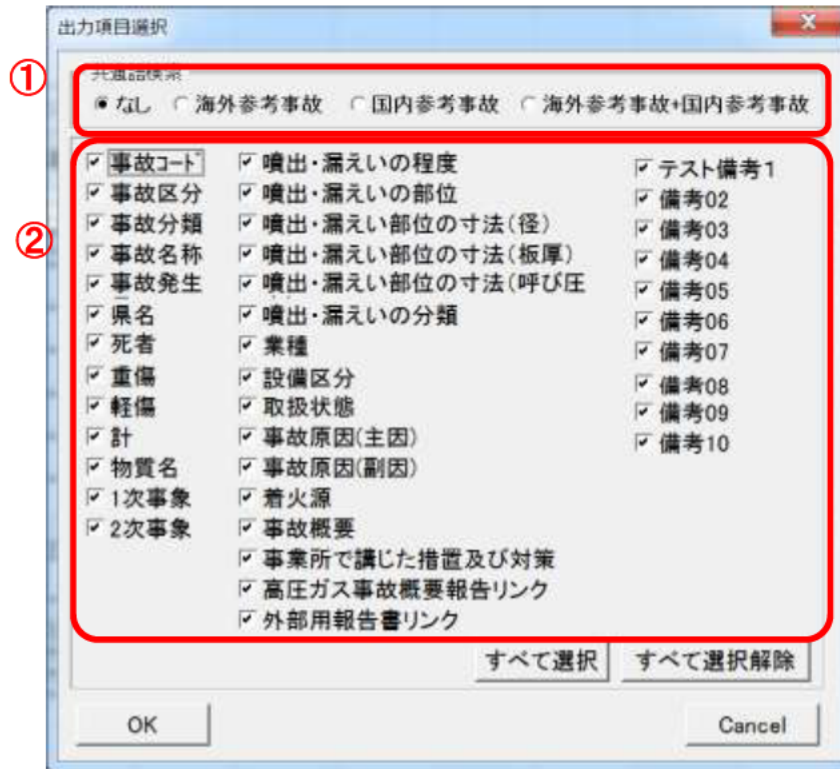 出力項目選択
①
共通語検索
なし 海外参考事故 国内参考事故 海外参考事故+国内参考事故
②
事故コード
事故区分
事故分類
事故名称
事故発生
県名
死者
重傷
軽傷
計
物質名
1次事象
2次事象
噴出・漏えいの程度
噴出・漏えいの部位
噴出・漏えい部位の寸法(径)
噴出・漏えい部位の寸法(板厚)
噴出・漏えい部位の寸法(呼び圧
噴出・漏えいの分類
業種
設備区分
取扱状態
事故原因(主因)
事故原因(副因)
着火源
事故概要
事業所で講じた措置及び対策
高圧ガス事故概要報告リンク
外部用報告書リンク
テスト備考1
備考02
備考03
備考04
備考05
備考06
備考07
備考08
備考09
備考10
すべて選択 すべて選択解除
OK Cancel